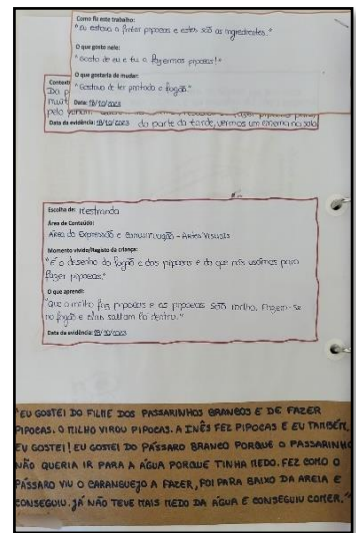 Como fiz este trabalho:
"Eu estava a fazer pipocas e estes são os ingredientes."
O que gosto nele:
"Gosto de eu e tu a fazermos pipocas!"
O que gostaria de mudar:
"Gostava de ter pintado o fogão."
Data: 19/10/2023
Data da evidência: 19/10/2023 da parte da tarde, vimos um cinema na sala
Escolha de: Mestranda
Área de Conteúdo:
Área da Expressão e Comunicação - Artes Visuais
Momento vivido/Registo da criança:
"É o desenho do fogão e das pipocas e do que nós usámos para
fazer pipocas."
O que aprendi:
"Que o milho faz pipocas e as pipocas são milho. Fazem-se
no fogão e elas saltam lá dentro."
Data da evidência: 19/10/2023
"EU GOSTEI DO FILME DOS PASSARINHOS BRANCOS E DE FAZER
PIPOCAS. O MILHO VIROU PIPOCAS. A INÊS FEZ PIPOCAS E EU TAMBÉM.
EU GOSTEI! EU GOSTEI DO PÁSSARO BRANCO PORQUE O PASSARINHO
NÃO QUERIA IR PARA A ÁGUA PORQUE TINHA MEDO. FEZ COMO O
PÁSSARO VIU O CARANGUEJO A FAZER, FOI PARA BAIXO DA AREIA E
CONSEGUIU. JÁ NÃO TEVE MAIS MEDO DA ÁGUA E CONSEGUIU COMER."